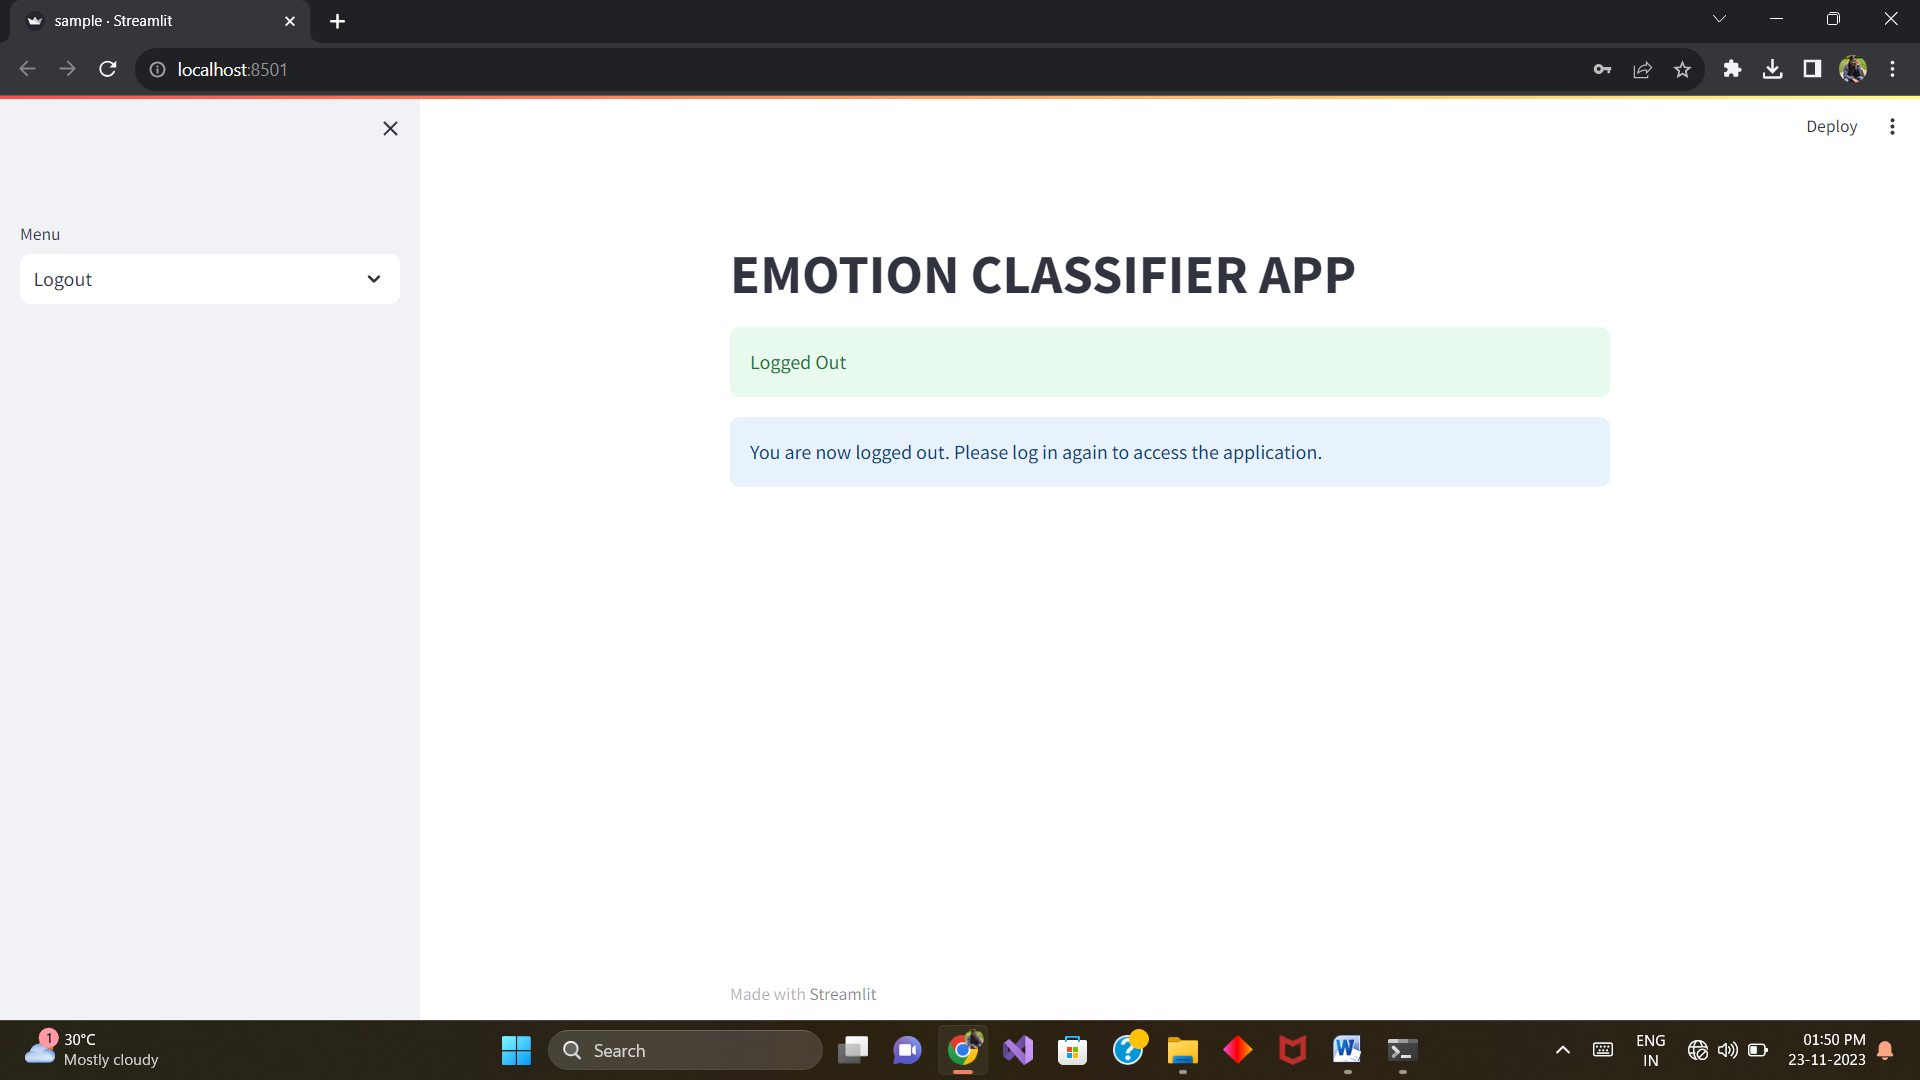 sample · Streamlit
localhost:8501
Deploy
Menu
Logout
EMOTION CLASSIFIER APP
Logged Out
You are now logged out. Please log in again to access the application.
Made with Streamlit
1
30°C
Mostly cloudy
Search
ENG
IN
01:50 PM
23-11-2023